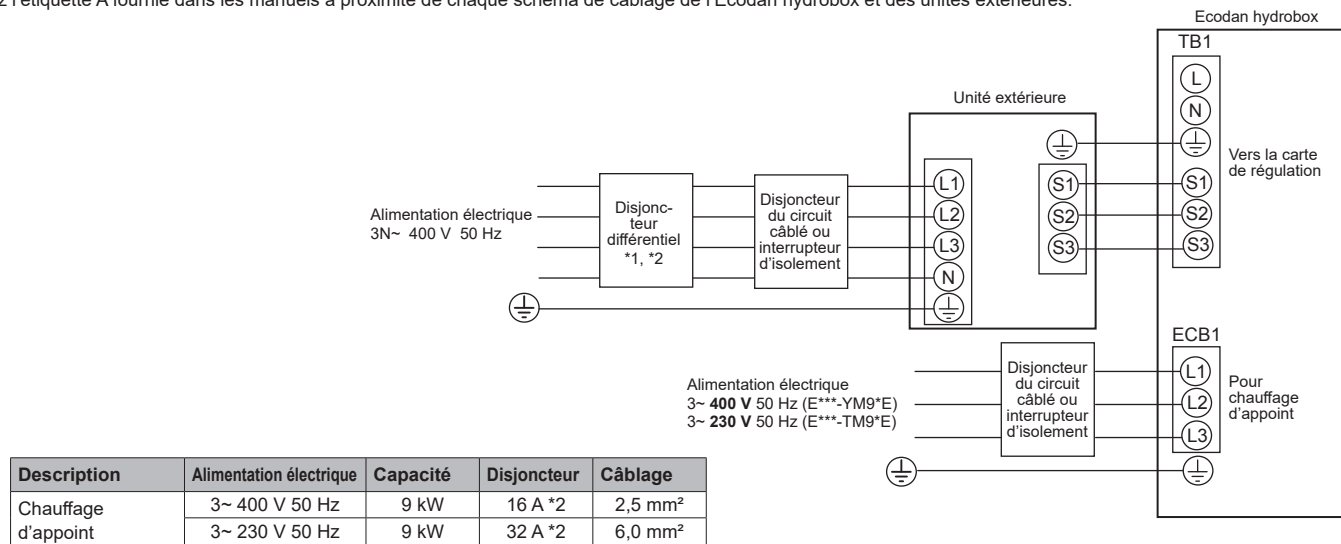 z l'étiquette A fournie dans les manuels à proximité de chaque schéma de câblage de l'Ecodan hydrobox et des unités extérieures.
Ecodan hydrobox
TB1
L
N
Unité extérieure
Vers la carte
de régulation
L1
L2
L3
N
S1
S2
S3
S1
S2
S3
Disjonc-
teur
différentiel
*1, *2
Disjoncteur
du circuit
câblé ou
interrupteur
d'isolement
Alimentation électrique
3N~ 400 V 50 Hz
ECB1
L1
L2
L3
Pour
chauffage
d'appoint
Disjoncteur
du circuit
câblé ou
interrupteur
d'isolement
Alimentation électrique
3~ 400 V 50 Hz (E***-YM9*E)
3~ 230 V 50 Hz (E***-TM9*E)
Description Alimentation électrique Capacité Disjoncteur Câblage
Chauffage
d'appoint
3~ 400 V 50 Hz 9 kW 16 A *2 2,5 mm²
3~ 230 V 50 Hz 9 kW 32 A *2 6,0 mm²